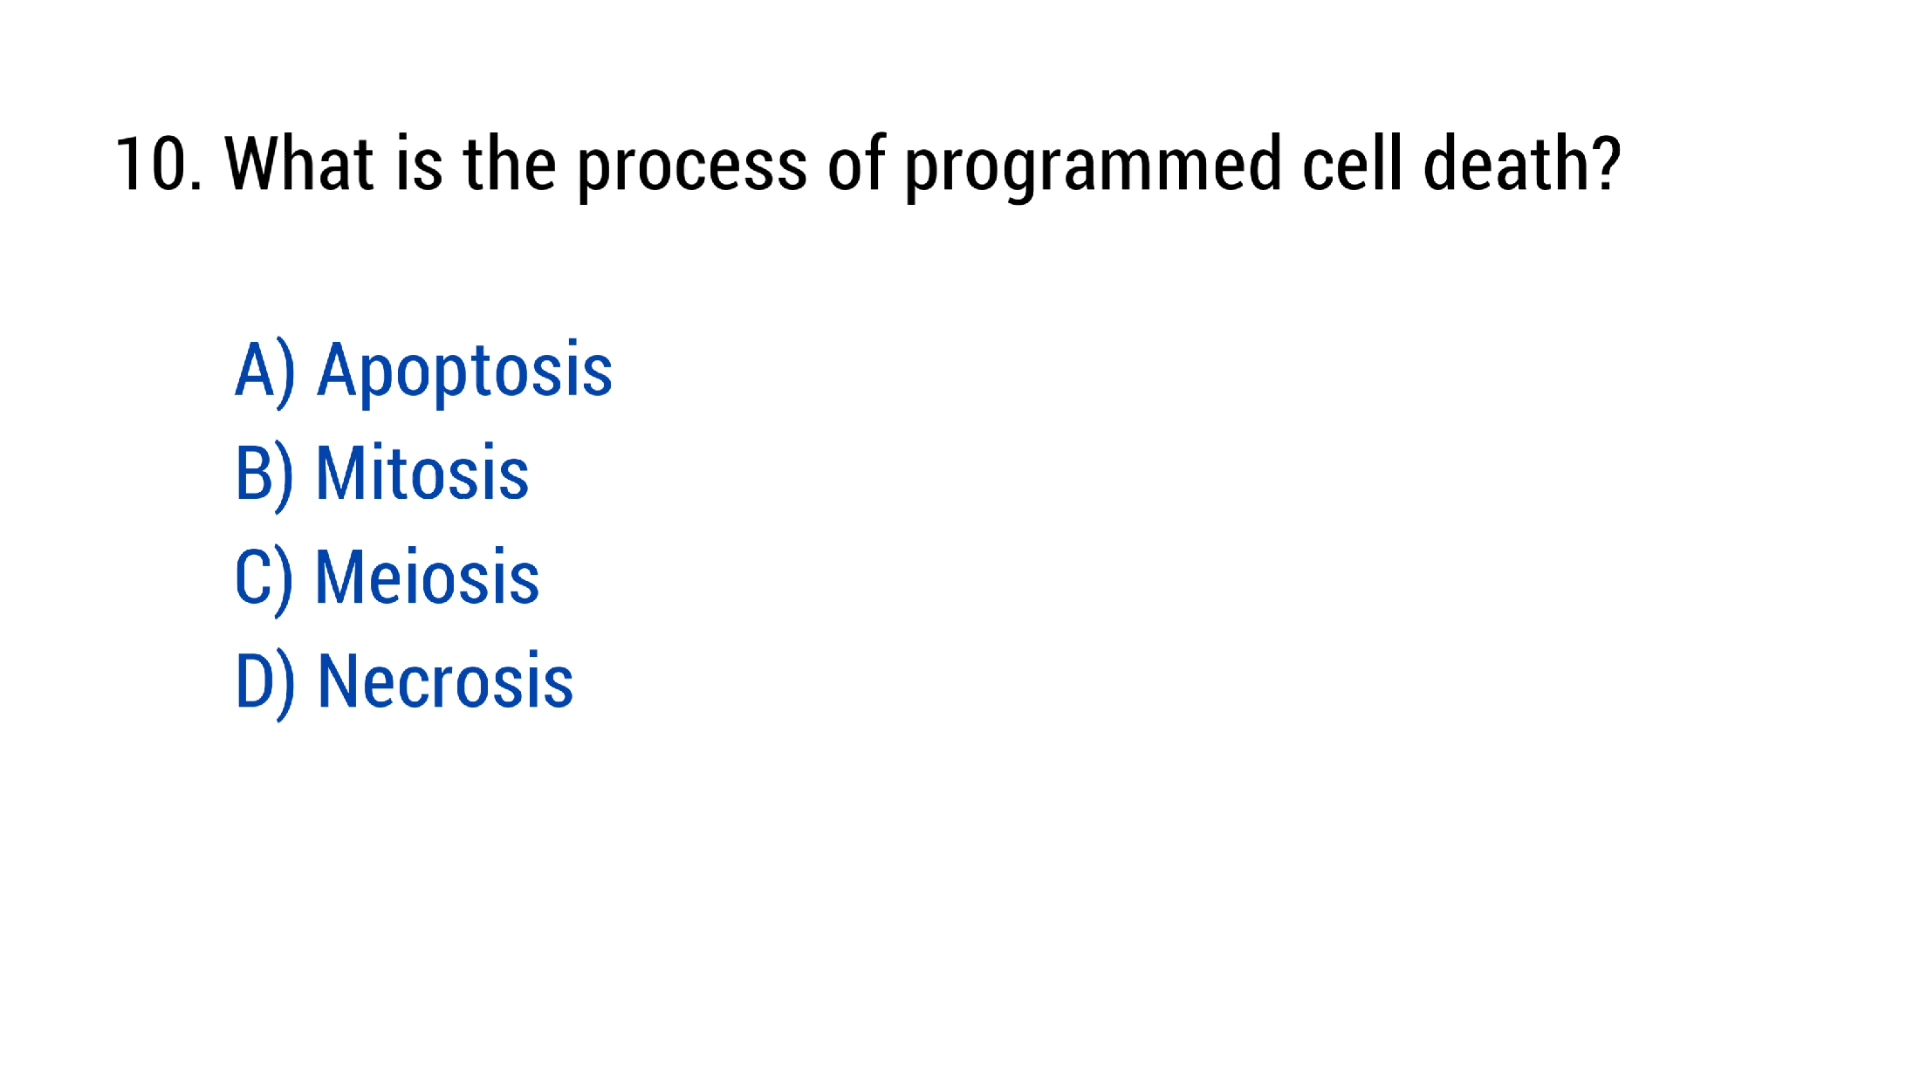 10. What is the process of programmed cell death?
A) Apoptosis
B) Mitosis
C) Meiosis
D) Necrosis